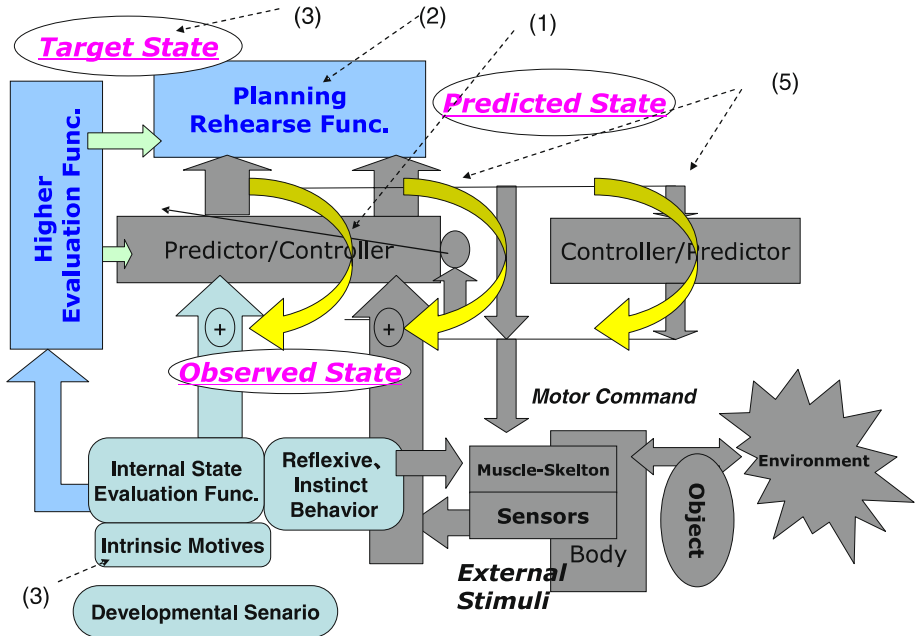 (3)
(2)
(1)
Target State
Planning
Rehearse Func.
Predicted State
(5)
Higher
Evaluation Func.
Predictor/Controller
Controller/Predictor
+
+
Observed State
Motor Command
Internal State
Evaluation Func.
Reflexive、
Instinct
Behavior
Muscle-Skelton
Sensors
Body
Object
Environment
Intrinsic Motives
External
Stimuli
(3)
Developmental Senario